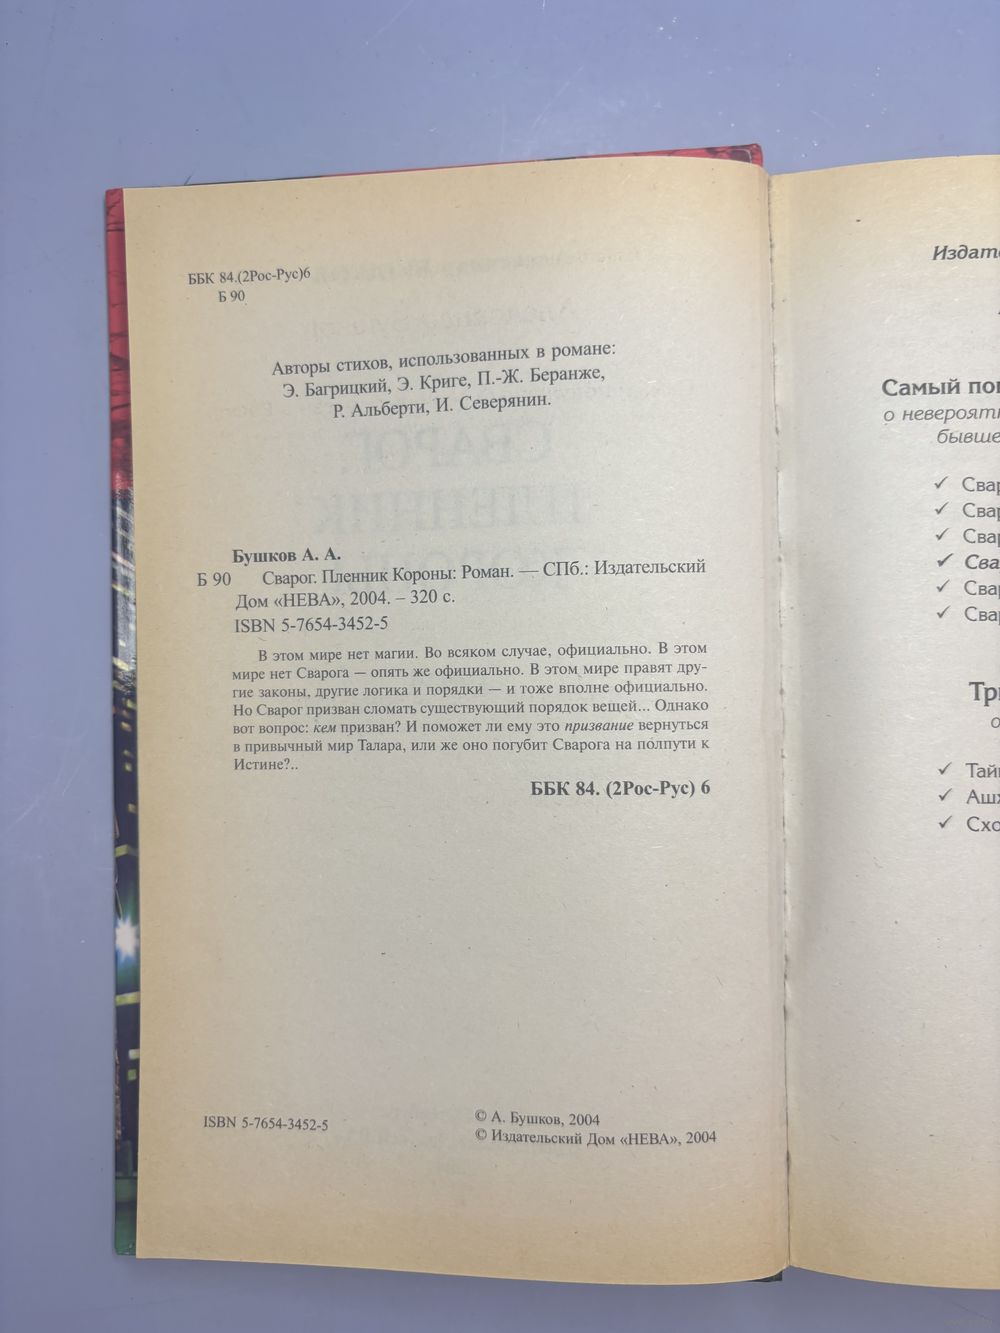 ББК 84.(2Рос-Рус)6
Б 90
Авторы стихов, использованных в романе:
Э. Багрицкий, Э. Криге, П.-Ж. Беранже,
Р. Альберти, И. Северянин.
Бушков А. А.
Б 90 Сварог. Пленник Короны: Роман. — СПб.: Издательский
Дом «НЕВА», 2004. – 320 с.
ISBN 5-7654-3452-5
В этом мире нет магии. Во всяком случае, официально. В этом
мире нет Сварога — опять же официально. В этом мире правят дру-
гие законы, другие логика и порядки — и тоже вполне официально.
Но Сварог призван сломать существующий порядок вещей... Однако
вот вопрос: кем призван? И поможет ли ему это призвание вернуться
в привычный мир Талара, или же оно погубит Сварога на полпути к
Истине?..
ББК 84. (2Рос-Рус) 6
ISBN 5-7654-3452-5
© А. Бушков, 2004
© Издательский Дом «НЕВА», 2004
Издате
Самый по
о невероят
бывше
✓ Свар
✓ Свар
✓ Свар
✓ Сва
✓ Свар
✓ Свар
Три
о
✓ Тай
✓ Аш
✓ Схо